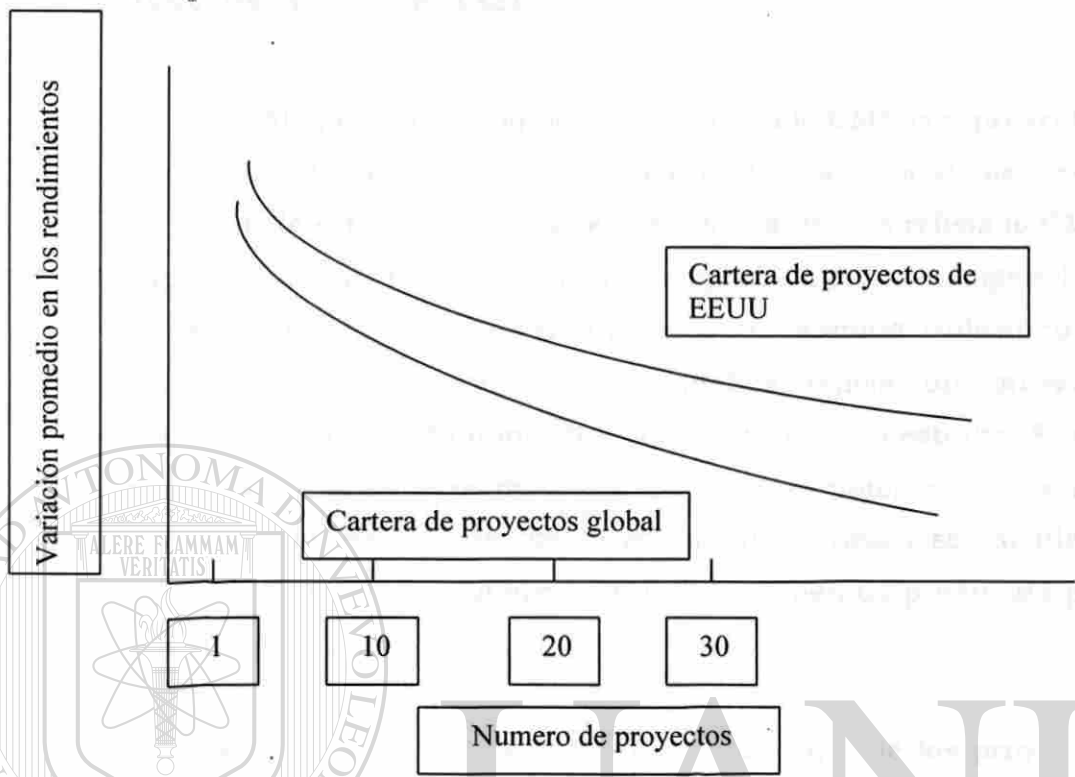 Variación promedio en los rendimientos
Cartera de proyectos de
EEUU
Cartera de proyectos global
1
10
20
30
Numero de proyectos
ALERE FLAMMAM
VERITATIS
UANL